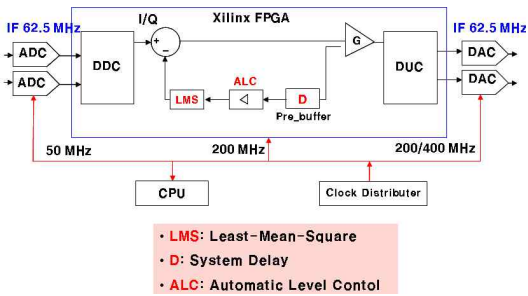 Xilinx FPGA
IF 62.5 MHz
I/Q
IF 62.5 MHz
ADC
ADC
DDC
+
−
G
DUC
DAC
DAC
ALC
LMS
D
Pre_buffer
50 MHz
200 MHz
200/400 MHz
CPU
Clock Distributer
· LMS: Least-Mean-Square
· D: System Delay
· ALC: Automatic Level Contol